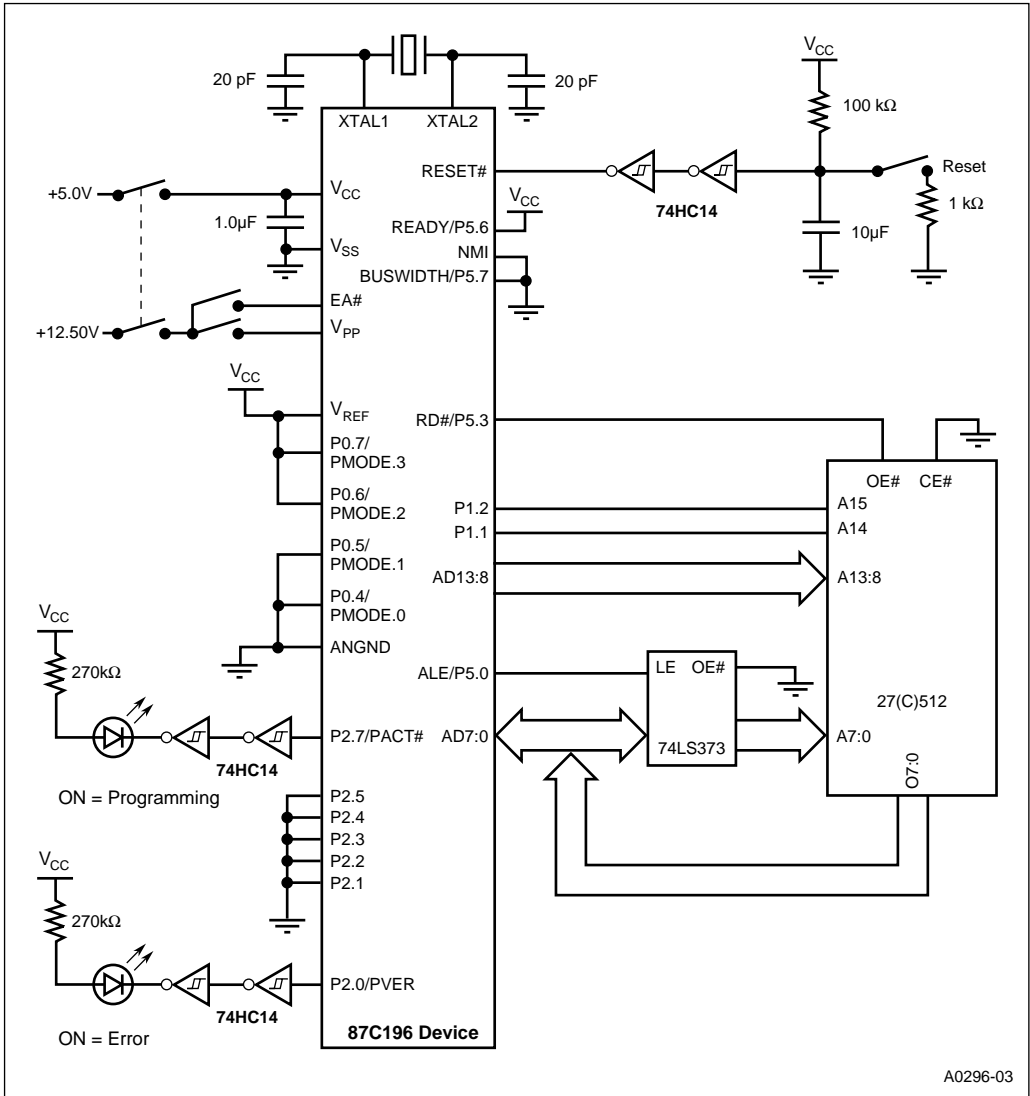 20 pF
20 pF
XTAL1 XTAL2
V_CC
100 kΩ
Reset
1 kΩ
10µF
RESET#
74HC14
V_CC
READY/P5.6
NMI
BUSWIDTH/P5.7
+5.0V
V_CC
1.0µF
V_SS
EA#
+12.50V
V_PP
V_CC
V_REF
P0.7/
PMODE.3
P0.6/
PMODE.2
P0.5/
PMODE.1
P0.4/
PMODE.0
ANGND
RD#/P5.3
P1.2
P1.1
AD13:8
ALE/P5.0
AD7:0
OE# CE#
A15
A14
A13:8
27(C)512
A7:0
O7:0
LE OE#
74LS373
V_CC
270kΩ
74HC14
P2.7/PACT#
ON = Programming
P2.5
P2.4
P2.3
P2.2
P2.1
V_CC
270kΩ
74HC14
P2.0/PVER
ON = Error
87C196 Device
A0296-03